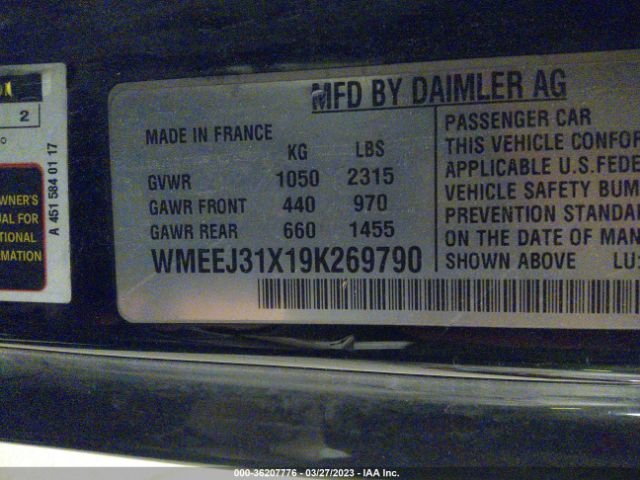 2
A 451 584 01 17
WNER'S
UAL FOR
TIONAL
RMATION
MFD BY DAIMLER AG
MADE IN FRANCE
KG LBS
GVWR 1050 2315
GAWR FRONT 440 970
GAWR REAR 660 1455
WMEEJ31X19K269790
PASSENGER CAR
THIS VEHICLE CONFOR
APPLICABLE U.S.FEDE
VEHICLE SAFETY BUM
PREVENTION STANDA
ON THE DATE OF MAN
SHOWN ABOVE LU
000-36207776 - 03/27/2023 - IAA Inc.